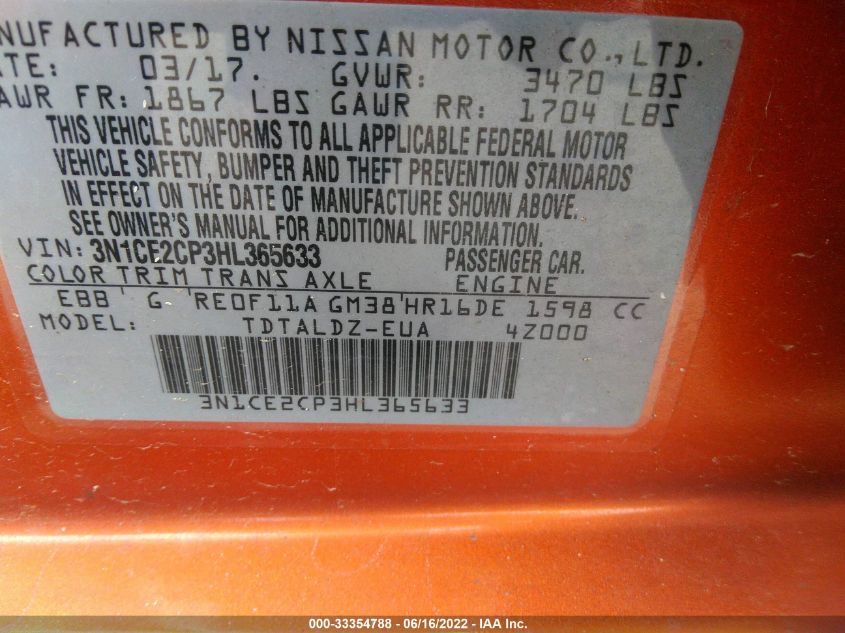 NUFACTURED BY NISSAN MOTOR CO., LTD.
ATE: 03/17. GVWR: 3470 LBS
AWR FR: 1867 LBS GAWR RR: 1704 LBS
THIS VEHICLE CONFORMS TO ALL APPLICABLE FEDERAL MOTOR
VEHICLE SAFETY, BUMPER AND THEFT PREVENTION STANDARDS
IN EFFECT ON THE DATE OF MANUFACTURE SHOWN ABOVE.
SEE OWNER'S MANUAL FOR ADDITIONAL INFORMATION.
VIN: 3N1CE2CP3HL365633 PASSENGER CAR.
COLOR TRIM TRANS AXLE ENGINE
EBB G RE0F11A GM38 HR16DE 1598 CC
MODEL: TDTALDZ-EUA 4Z000
3N1CE2CP3HL365633
000-33354788 - 06/16/2022 - IAA Inc.